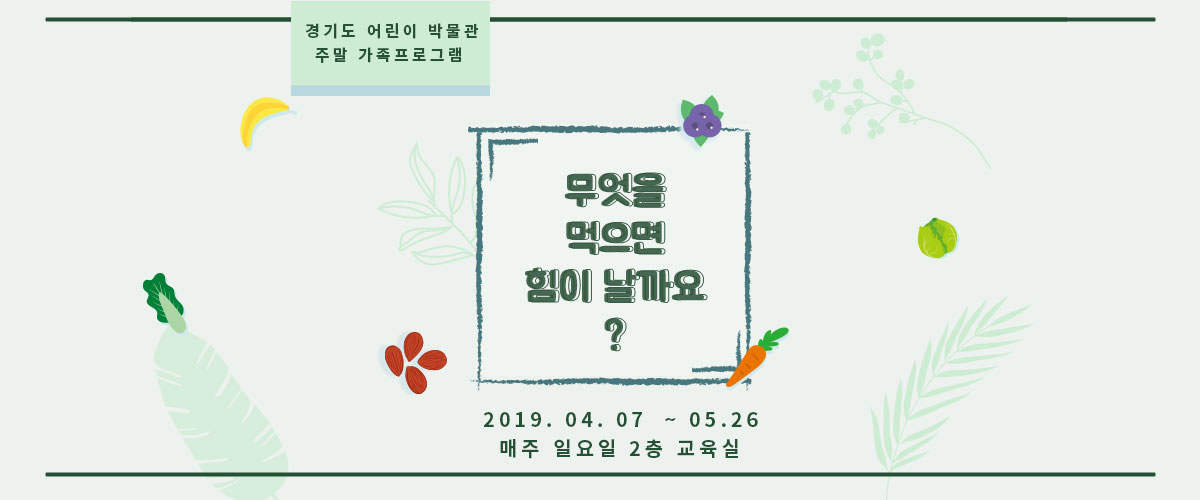 경기도 어린이 박물관
주말 가족프로그램
무엇을
먹으면
힘이 날까요
?
2019. 04. 07 ~ 05.26
매주 일요일 2층 교육실